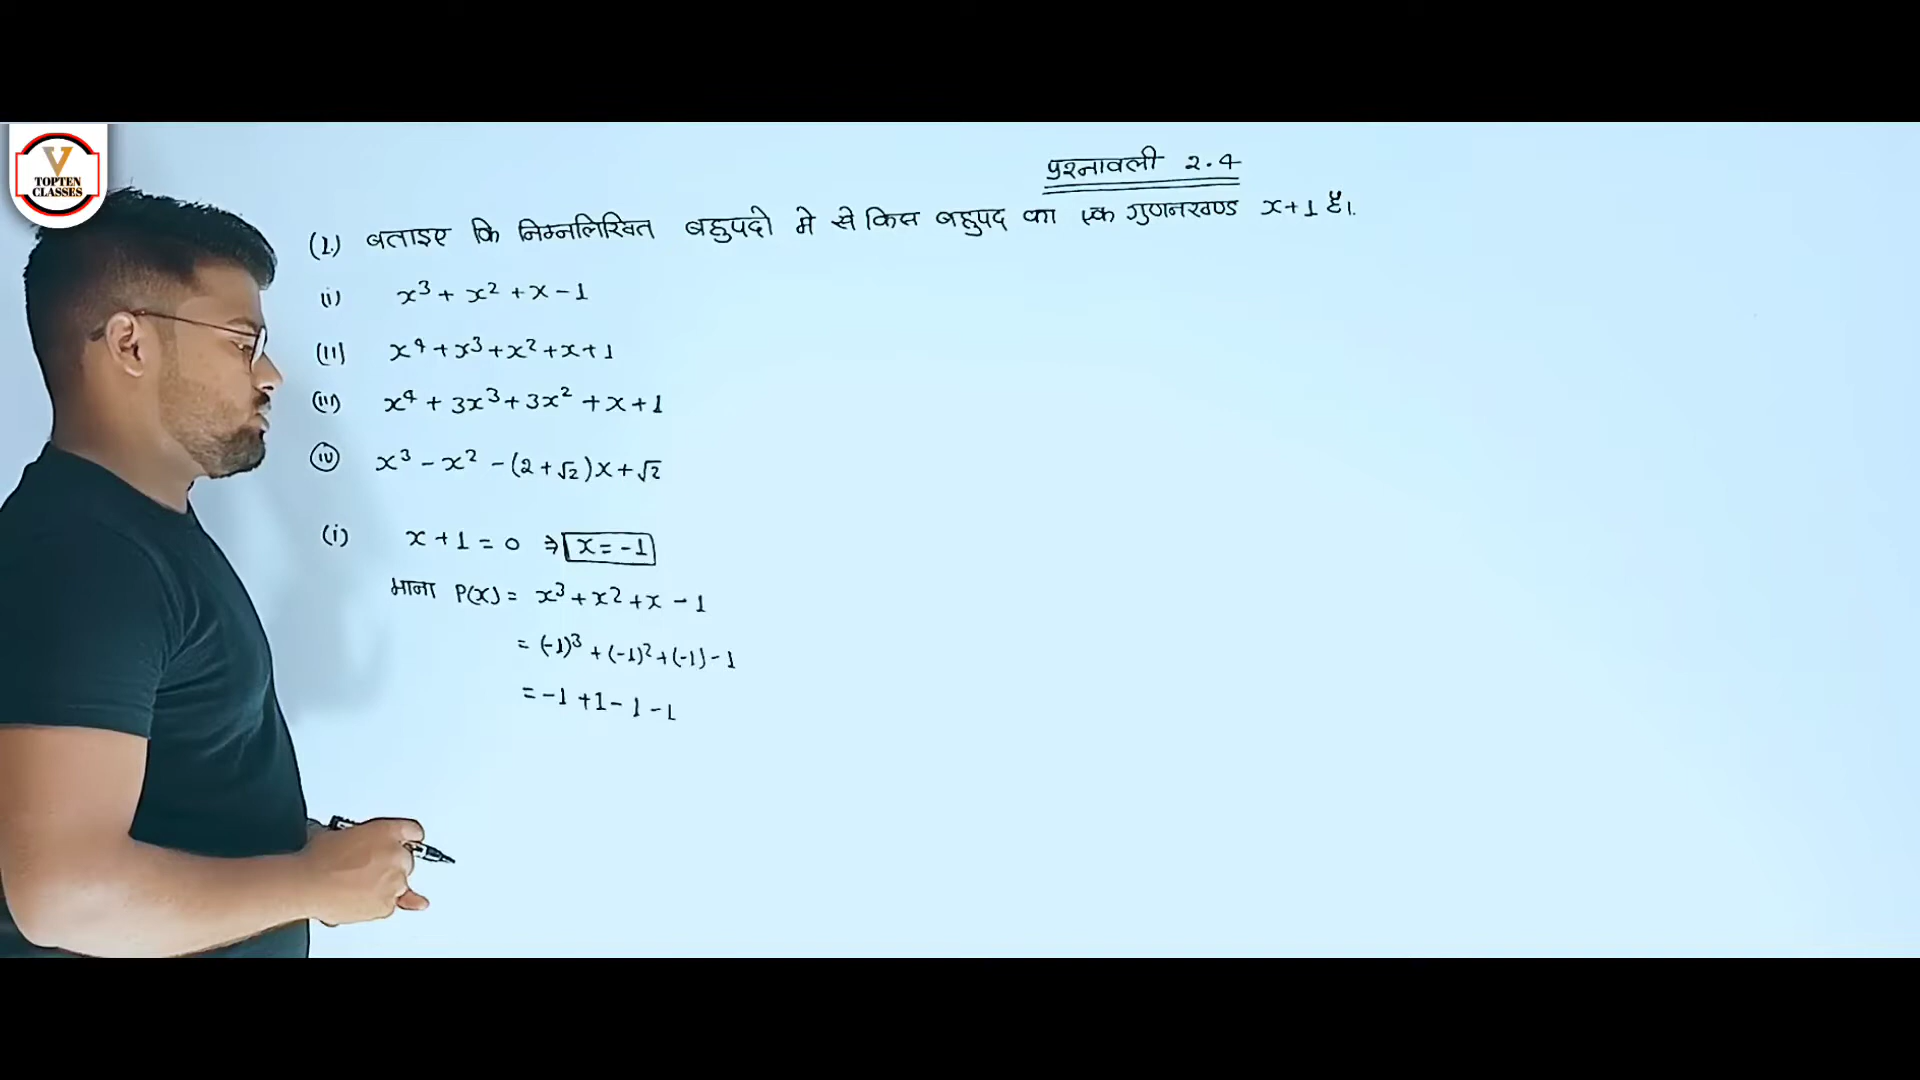 V
TOPTEN
CLASSES
प्रश्नावली 2.4
(1.) बताइए कि निम्नलिखित बहुपदो मे से किस बहुपद का एक गुणनखण्ड x+1 है।.
(i) x³ + x² + x - 1
(ii) x⁴ + x³ + x² + x + 1
(iii) x⁴ + 3x³ + 3x² + x + 1
(iv) x³ - x² - (2+√2)x + √2
(i) x + 1 = 0 ⇒ x = -1
माना P(x) = x³ + x² + x - 1
= (-1)³ + (-1)² + (-1) - 1
= -1 + 1 - 1 - 1